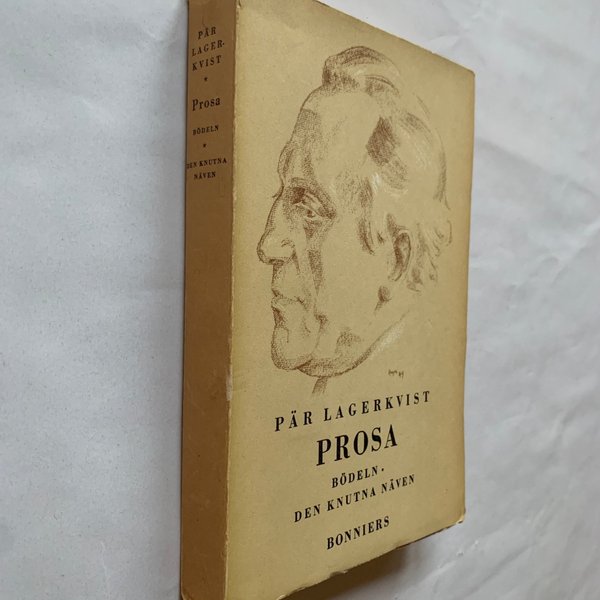 PÄR
LAGER-
KVIST
*
Prosa
BÖDELN
*
DEN KNUTNA
NÄVEN
PÄR LAGERKVIST
PROSA
BÖDELN ·
DEN KNUTNA NÄVEN
BONNIERS